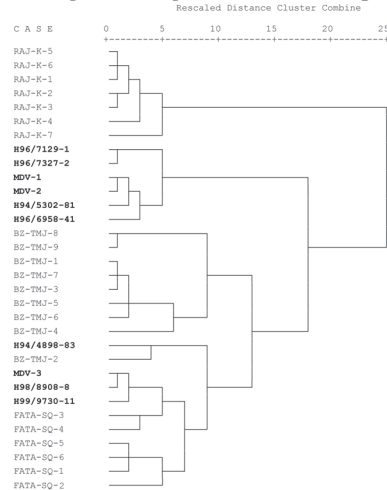 Rescaled Distance Cluster Combine
C A S E
0 5 10 15 20 25
RAJ-K-5
RAJ-K-6
RAJ-K-1
RAJ-K-2
RAJ-K-3
RAJ-K-4
RAJ-K-7
H96/7129-1
H96/7327-2
MDV-1
MDV-2
H94/5302-81
H96/6958-41
BZ-TMJ-8
BZ-TMJ-9
BZ-TMJ-1
BZ-TMJ-7
BZ-TMJ-3
BZ-TMJ-5
BZ-TMJ-6
BZ-TMJ-4
H94/4898-83
BZ-TMJ-2
MDV-3
H98/8908-8
H99/9730-11
FATA-SQ-3
FATA-SQ-4
FATA-SQ-5
FATA-SQ-6
FATA-SQ-1
FATA-SQ-2